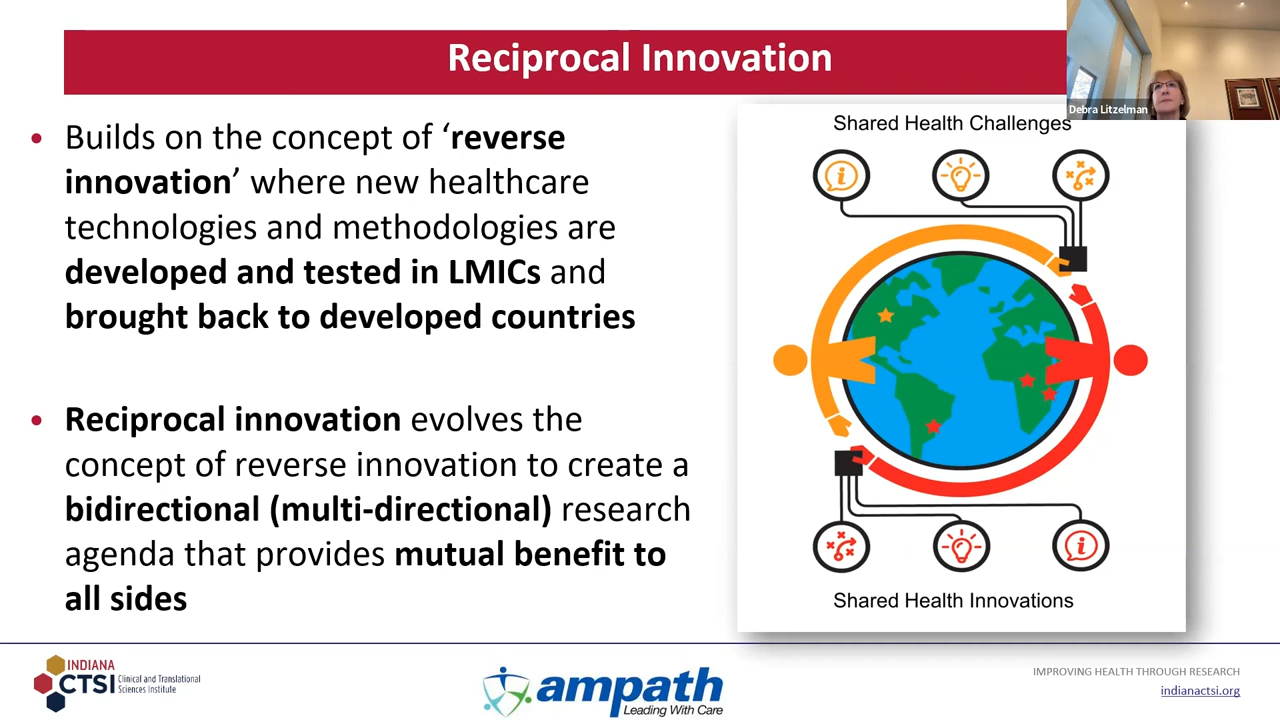 Reciprocal Innovation
Debra Litzelman
• Builds on the concept of ‘reverse
innovation’ where new healthcare
technologies and methodologies are
developed and tested in LMICs and
brought back to developed countries
• Reciprocal innovation evolves the
concept of reverse innovation to create a
bidirectional (multi-directional) research
agenda that provides mutual benefit to
all sides
Shared Health Challenges
i
i
Shared Health Innovations
INDIANA
CTSI
Clinical and Translational
Sciences Institute
ampath
Leading With Care
IMPROVING HEALTH THROUGH RESEARCH
indianactsi.org